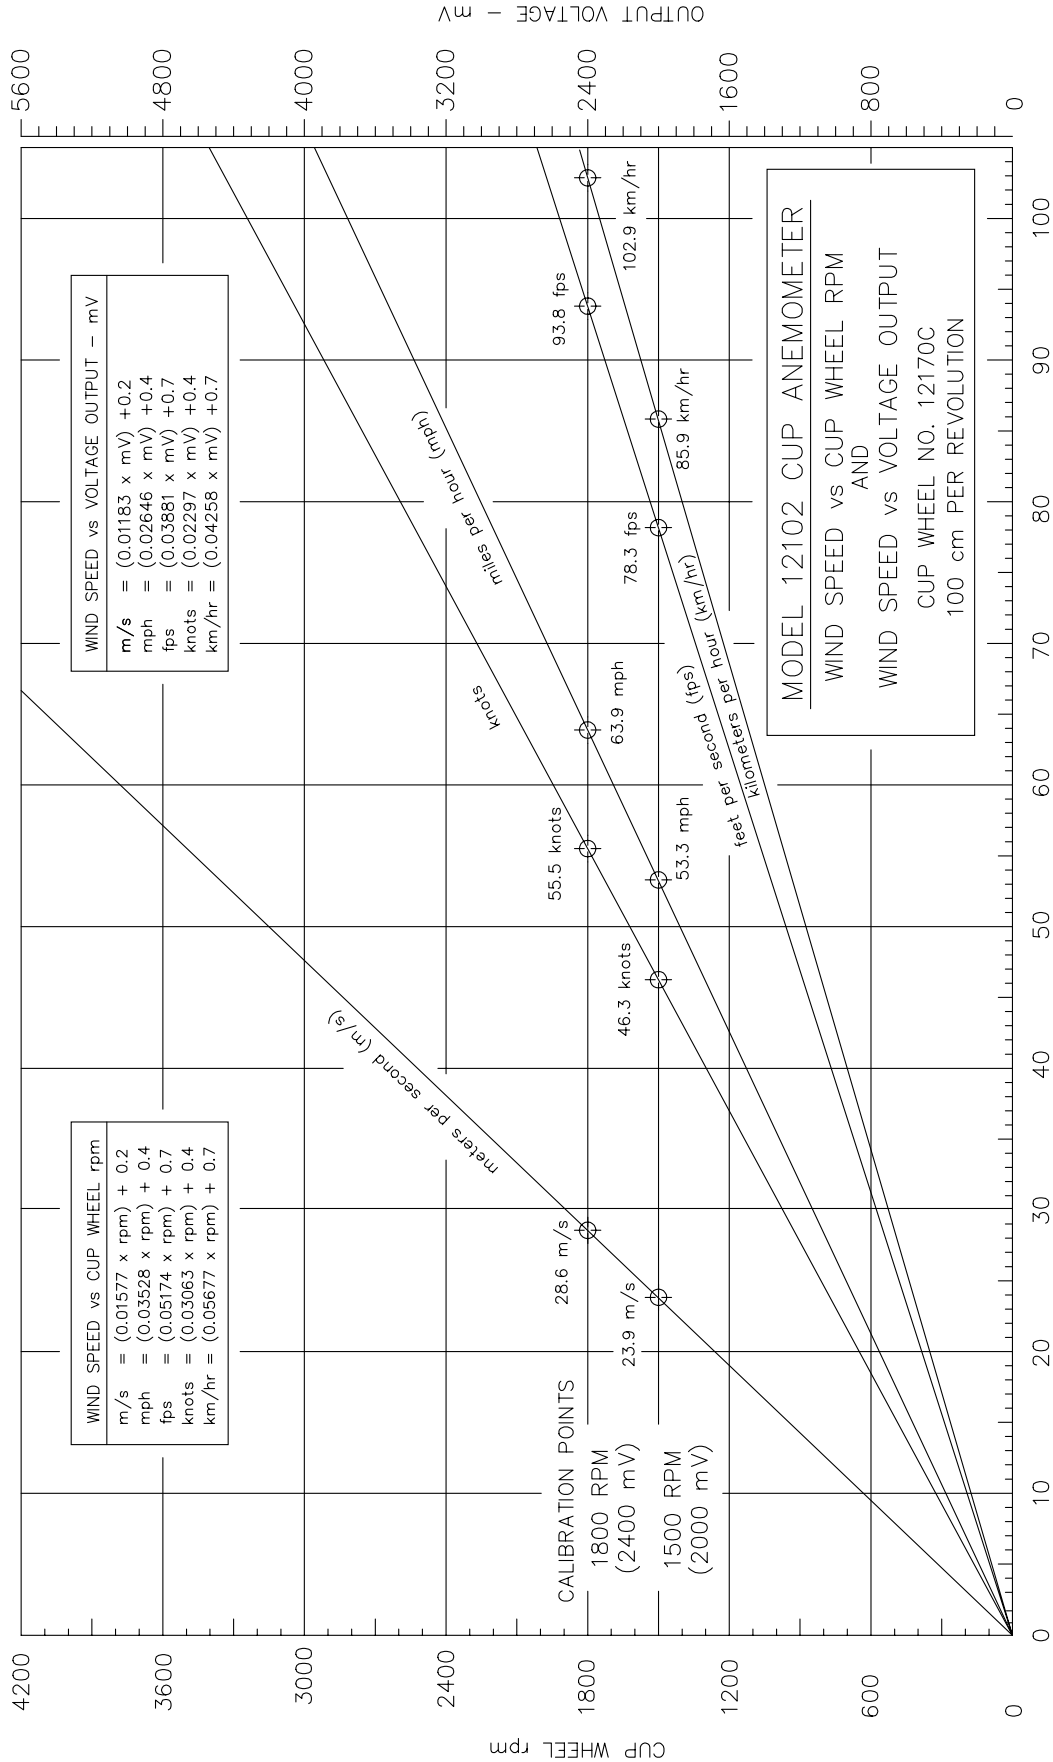 WIND SPEED vs CUP WHEEL rpm
m/s = (0.01577 x rpm) + 0.2
mph = (0.03528 x rpm) + 0.4
fps = (0.05174 x rpm) + 0.7
knots = (0.03063 x rpm) + 0.4
km/hr = (0.05677 x rpm) + 0.7
WIND SPEED vs VOLTAGE OUTPUT – mV
m/s = (0.01183 x mV) +0.2
mph = (0.02646 x mV) +0.4
fps = (0.03881 x mV) +0.7
knots = (0.02297 x mV) +0.4
km/hr = (0.04258 x mV) +0.7
CUP WHEEL rpm
4200
3600
3000
2400
1800
1200
600
0
OUTPUT VOLTAGE – mV
5600
4800
4000
3200
2400
1600
800
0
meters per second (m/s)
knots
miles per hour (mph)
feet per second (fps)
kilometers per hour (km/hr)
CALIBRATION POINTS
1800 RPM
(2400 mV)
1500 RPM
(2000 mV)
28.6 m/s
55.5 knots
63.9 mph
93.8 fps
102.9 km/hr
23.9 m/s
46.3 knots
53.3 mph
78.3 fps
85.9 km/hr
MODEL 12102 CUP ANEMOMETER
WIND SPEED vs CUP WHEEL RPM
AND
WIND SPEED vs VOLTAGE OUTPUT
CUP WHEEL NO. 12170C
100 cm PER REVOLUTION
0 10 20 30 40 50 60 70 80 90 100